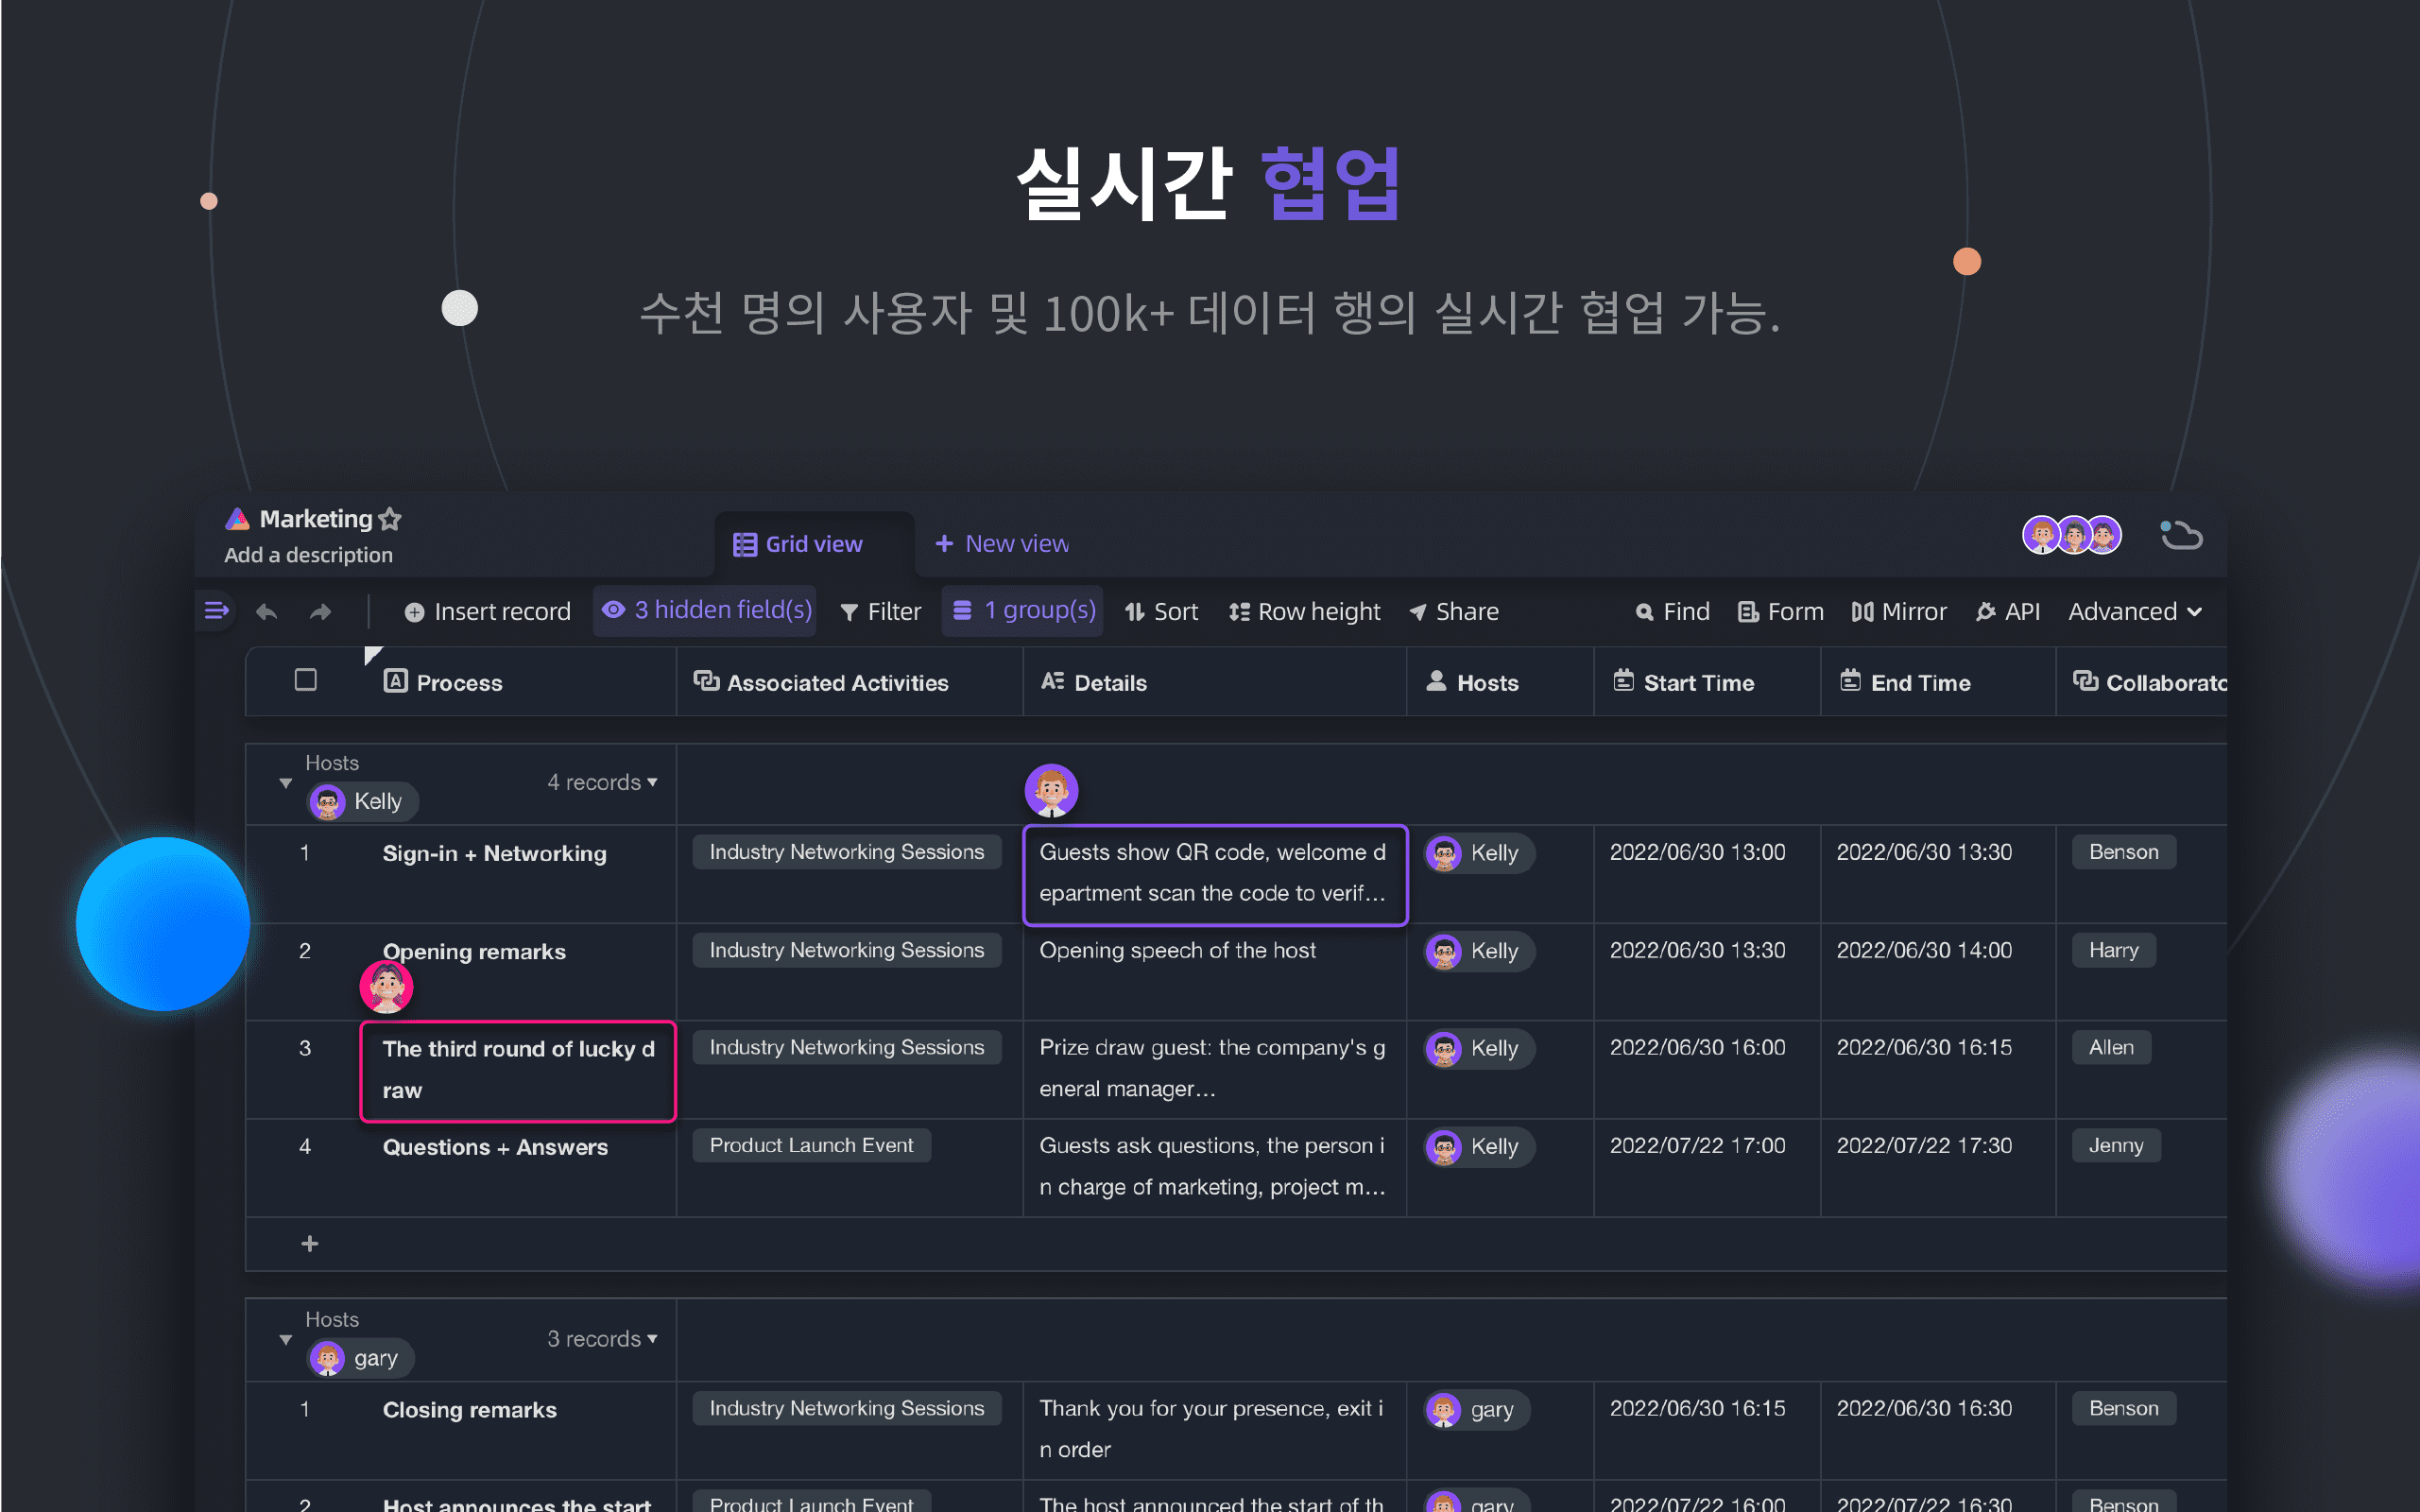 실시간 협업
수천 명의 사용자 및 100k+ 데이터 행의 실시간 협업 가능.
Marketing
Add a description
Grid view
New view
Insert record
3 hidden field(s)
Filter
1 group(s)
Sort
Row height
Share
Find
Form
Mirror
API
Advanced
Process
Associated Activities
Details
Hosts
Start Time
End Time
Collaborato
Hosts
Kelly
4 records
1
Sign-in + Networking
Industry Networking Sessions
Guests show QR code, welcome d
epartment scan the code to verif...
Kelly
2022/06/30 13:00
2022/06/30 13:30
Benson
2
Opening remarks
Industry Networking Sessions
Opening speech of the host
Kelly
2022/06/30 13:30
2022/06/30 14:00
Harry
3
The third round of lucky d
raw
Industry Networking Sessions
Prize draw guest: the company's g
eneral manager...
Kelly
2022/06/30 16:00
2022/06/30 16:15
Allen
4
Questions + Answers
Product Launch Event
Guests ask questions, the person i
n charge of marketing, project m...
Kelly
2022/07/22 17:00
2022/07/22 17:30
Jenny
Hosts
gary
3 records
1
Closing remarks
Industry Networking Sessions
Thank you for your presence, exit i
n order
gary
2022/06/30 16:15
2022/06/30 16:30
Benson
2
Host announces the start
Product Launch Event
The host announced the start of th
gary
2022/07/22 16:00
2022/07/22 16:30
Benson